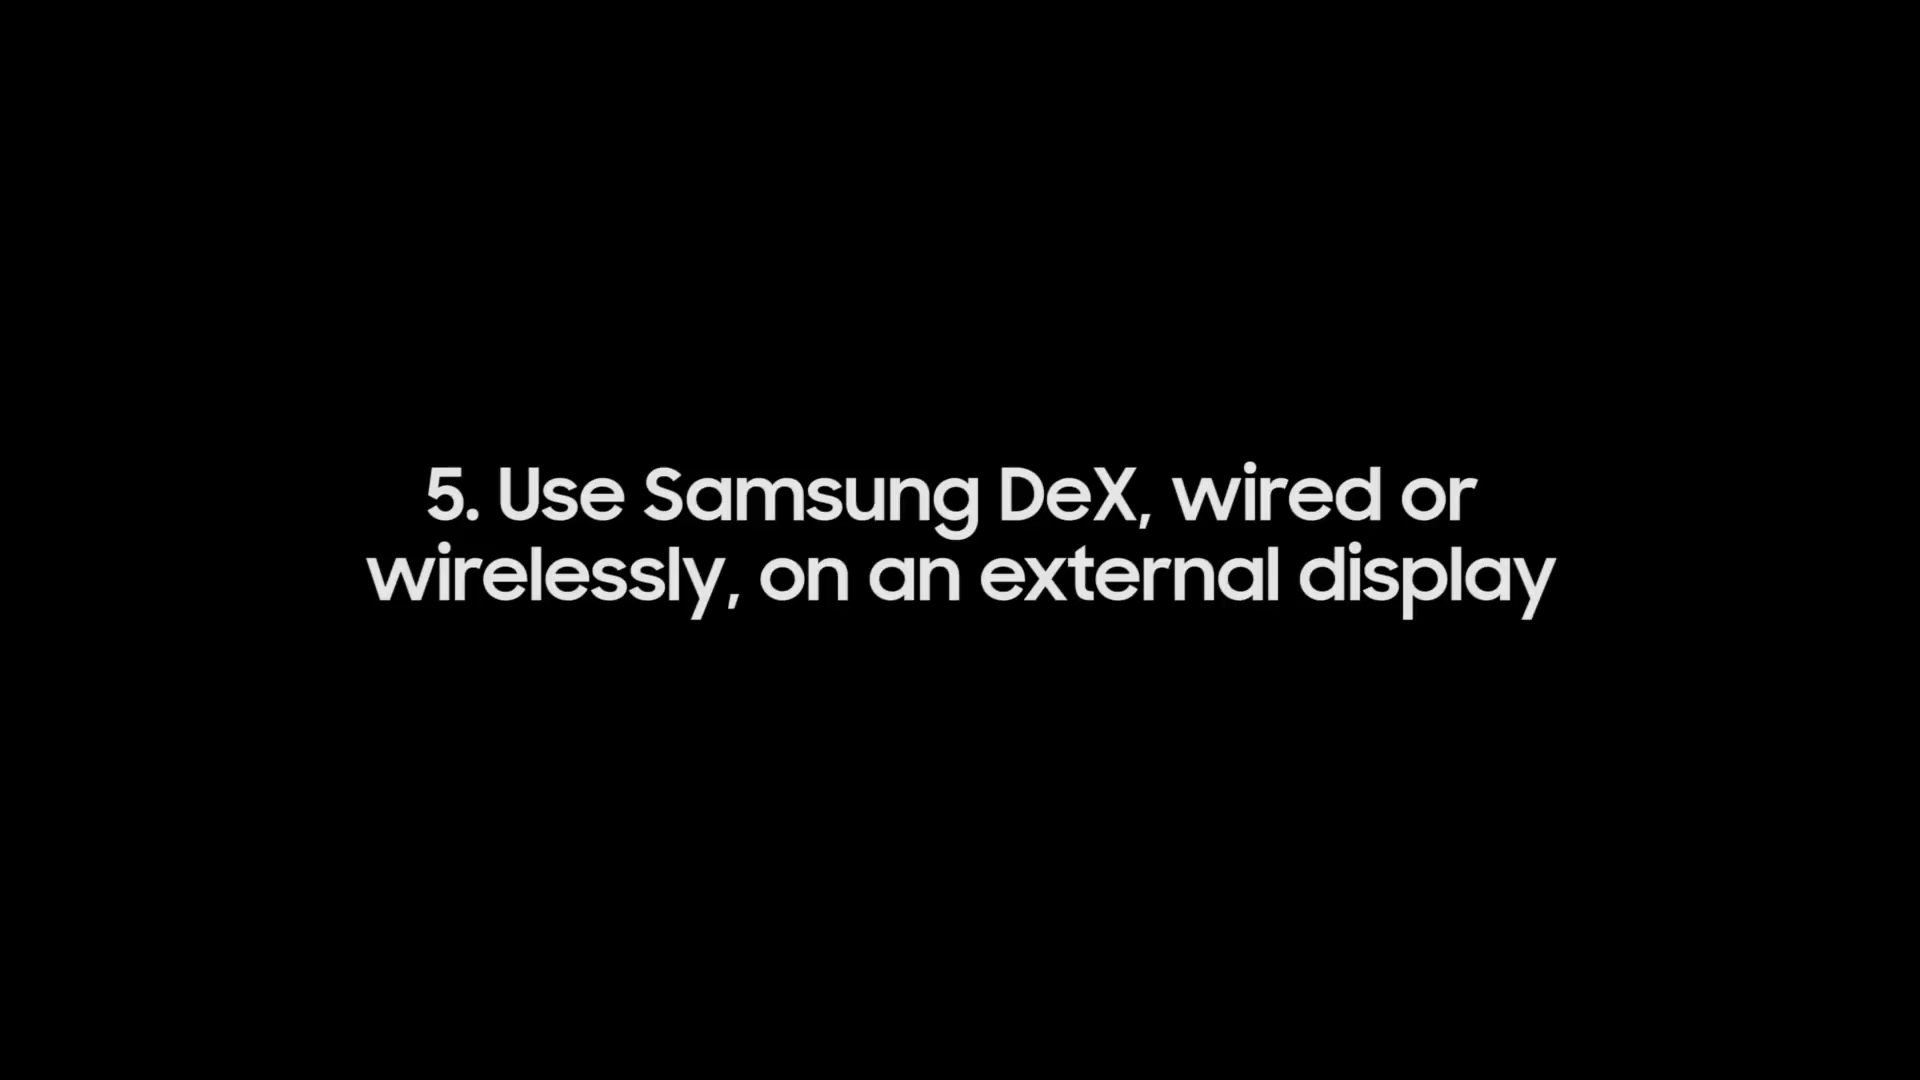 5. Use Samsung DeX, wired or
wirelessly, on an external display